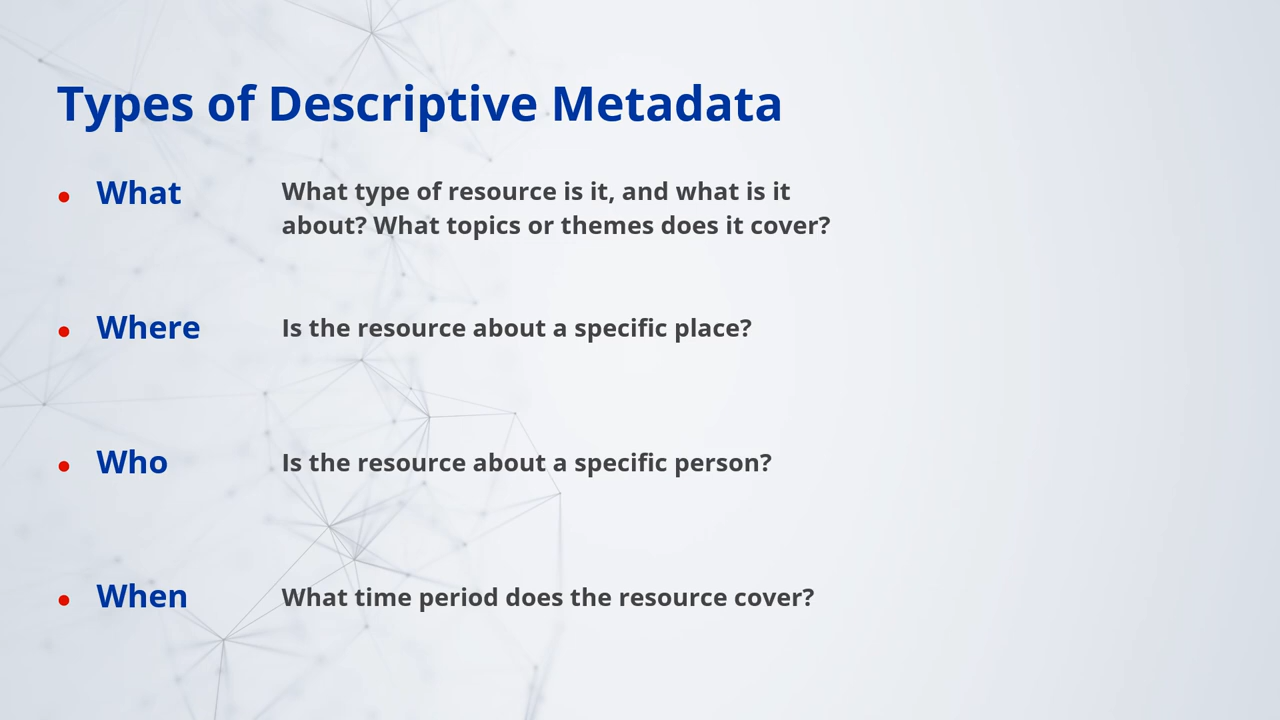 Types of Descriptive Metadata
• What What type of resource is it, and what is it
about? What topics or themes does it cover?
• Where Is the resource about a specific place?
• Who Is the resource about a specific person?
• When What time period does the resource cover?